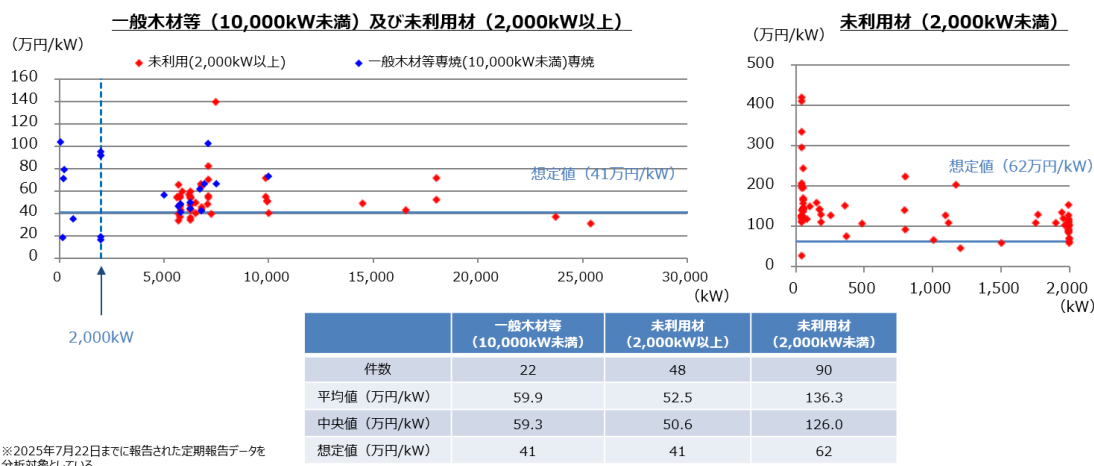 一般木材等（10,000kW未満）及び未利用材（2,000kW以上）
（万円/kW）
未利用(2,000kW以上)
一般木材等専焼(10,000kW未満)専焼
160
140
120
100
80
60
40
20
0
想定値（41万円/kW）
0
5,000
10,000
15,000
20,000
25,000
30,000
（kW）
2,000kW
未利用材（2,000kW未満）
（万円/kW）
500
400
300
200
100
0
想定値（62万円/kW）
0
500
1,000
1,500
2,000
（kW）
一般木材等
（10,000kW未満） 未利用材
（2,000kW以上） 未利用材
（2,000kW未満）
件数 22 48 90
平均値（万円/kW） 59.9 52.5 136.3
中央値（万円/kW） 59.3 50.6 126.0
想定値（万円/kW） 41 41 62
※2025年7月22日までに報告された定期報告データを
分析対象としている